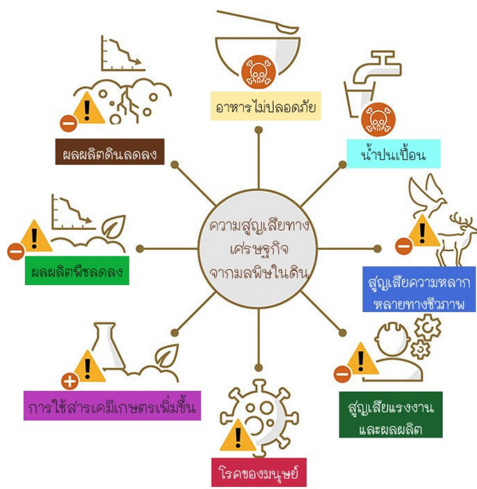 อาหารไม่ปลอดภัย
น้ำปนเปื้อน
ผลผลิตดินลดลง
ความสูญเสียทาง
เศรษฐกิจ
จากมลพิษในดิน
ผลผลิตพืชลดลง
สูญเสียความหลาก
หลายทางชีวภาพ
การใช้สารเคมีเกษตรเพิ่มขึ้น
สูญเสียแรงงาน
และผลผลิต
โรคของมนุษย์